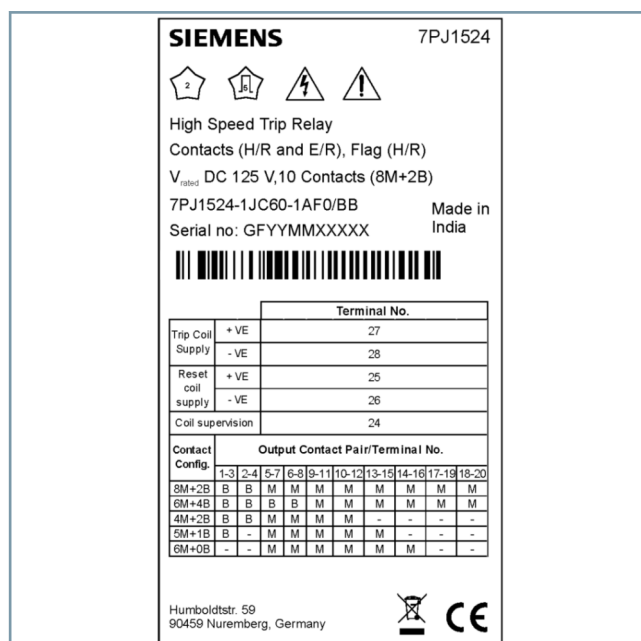 SIEMENS 7PJ1524
2 5
High Speed Trip Relay
Contacts (H/R and E/R), Flag (H/R)
Vrated DC 125 V,10 Contacts (8M+2B)
7PJ1524-1JC60-1AF0/BB
Made in India
Serial no: GFYYMMXXXXX
Terminal No.
Trip Coil Supply + VE 27
- VE 28
Reset coil supply + VE 25
- VE 26
Coil supervision 24
Contact Config. Output Contact Pair/Terminal No.
1-3 2-4 5-7 6-8 9-11 10-12 13-15 14-16 17-19 18-20
8M+2B B B M M M M M M M M
6M+4B B B B B M M M M M M
4M+2B B B M M M M - - - -
5M+1B B - M M M M M - - -
6M+0B - - M M M M M M - -
Humboldtstr. 59
90459 Nuremberg, Germany
CE